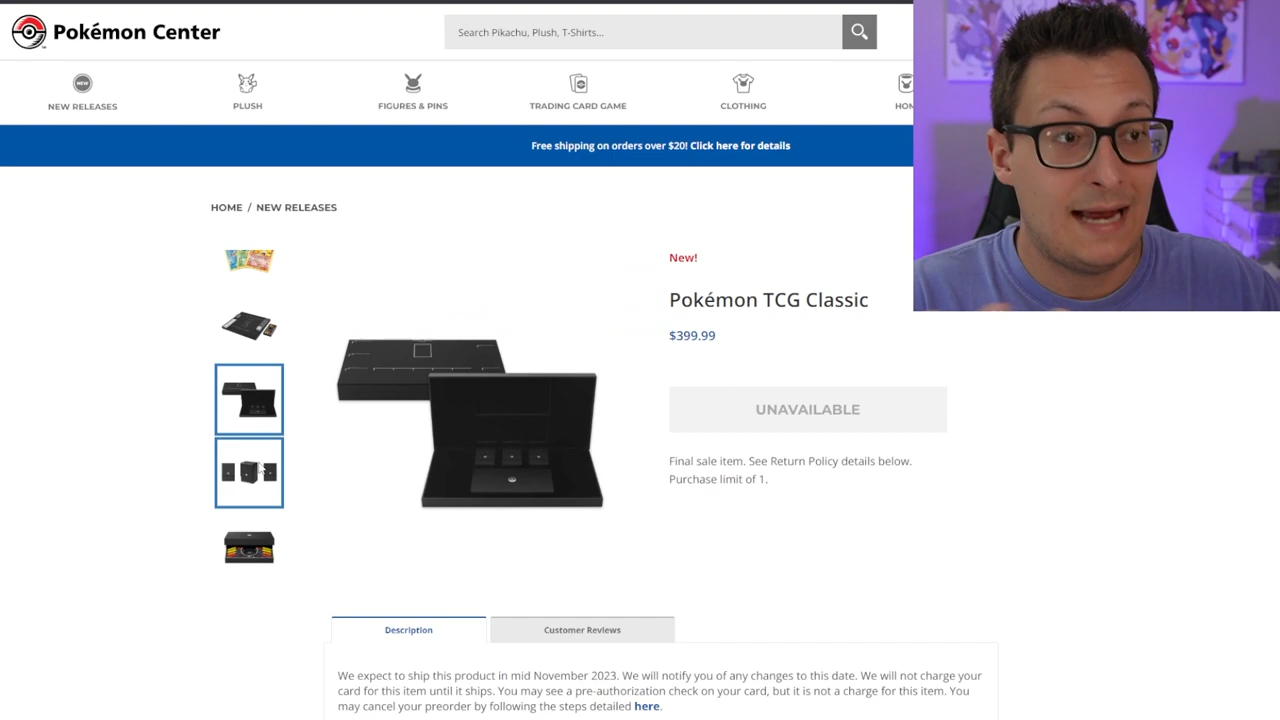 Pokémon Center
Search Pikachu, Plush, T-Shirts...
NEW
NEW RELEASES
PLUSH
FIGURES & PINS
TRADING CARD GAME
CLOTHING
HOM
Free shipping on orders over $20! Click here for details
HOME / NEW RELEASES
New!
Pokémon TCG Classic
$399.99
UNAVAILABLE
Final sale item. See Return Policy details below.
Purchase limit of 1.
Description
Customer Reviews
We expect to ship this product in mid November 2023. We will notify you of any changes to this date. We will not charge your
card for this item until it ships. You may see a pre-authorization check on your card, but it is not a charge for this item. You
may cancel your preorder by following the steps detailed here.